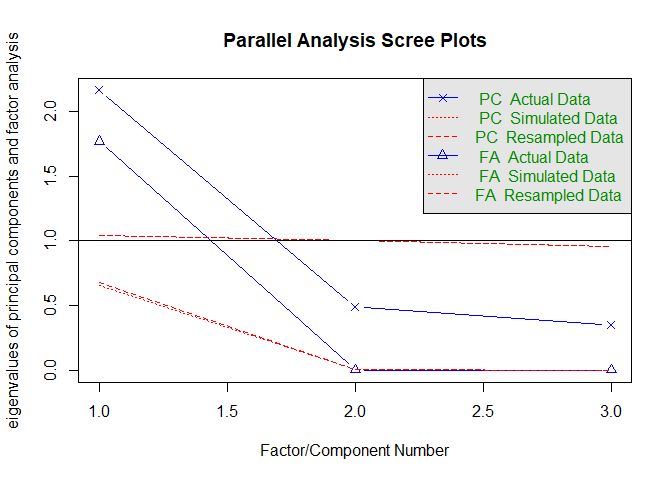 Parallel Analysis Scree Plots
eigenvalues of principal components and factor analysis
2.0
1.5
1.0
0.5
0.0
PC Actual Data
PC Simulated Data
PC Resampled Data
FA Actual Data
FA Simulated Data
FA Resampled Data
1.0 1.5 2.0 2.5 3.0
Factor/Component Number